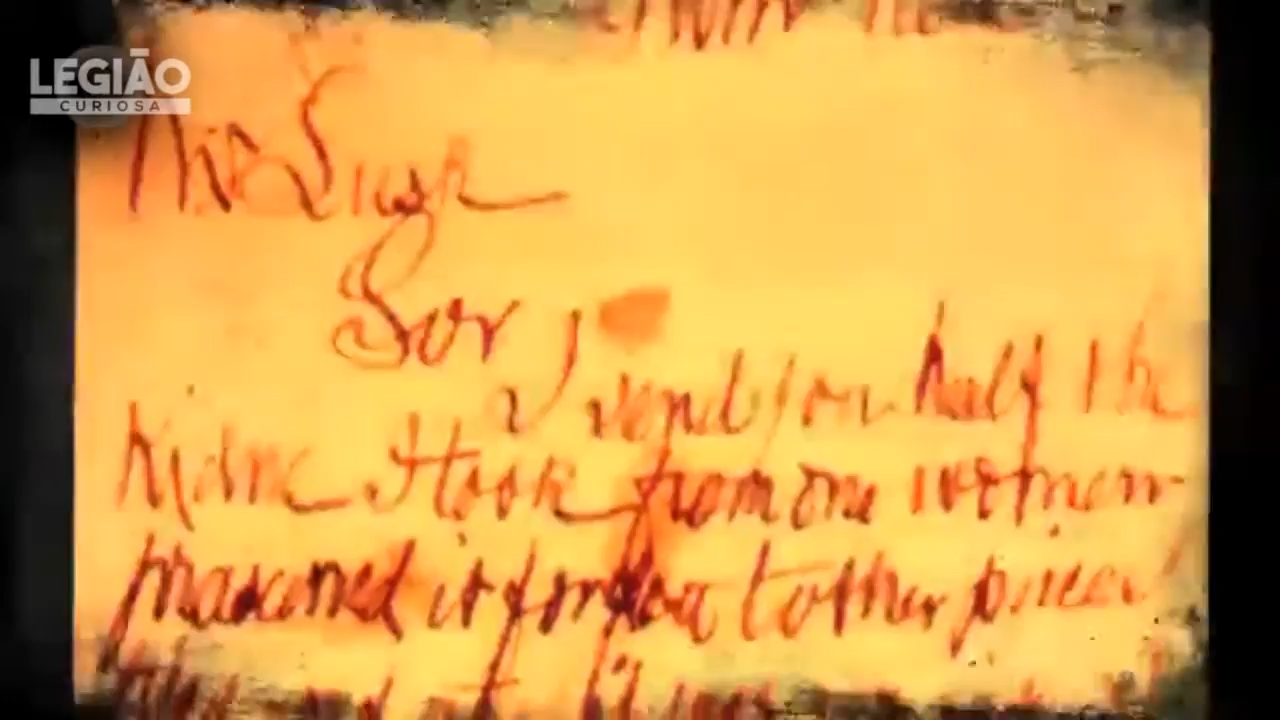 LEGIÃO
CURIOSA
Mr Lusk
Sor
I send you half the
Kidne I took from one women
prasarved it for you tother piece